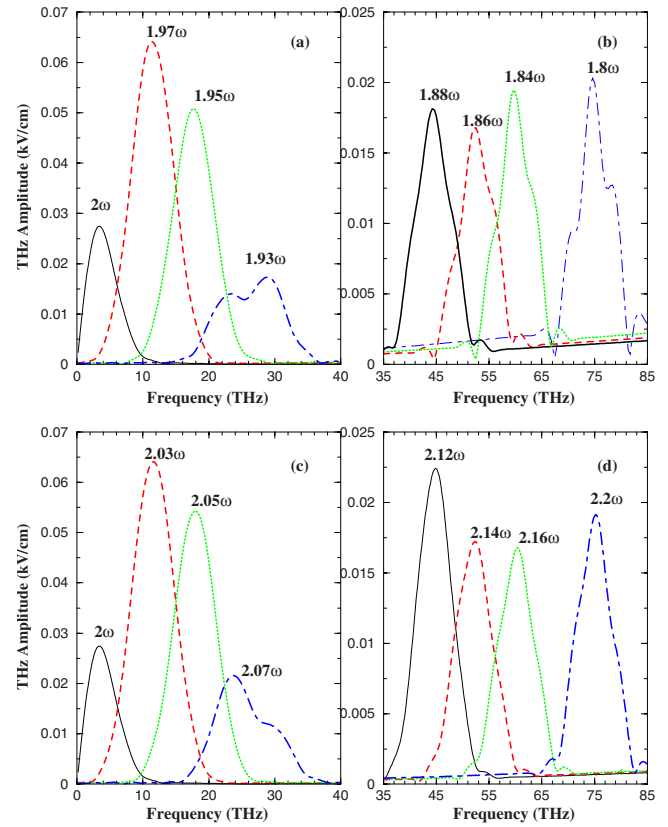 0.07
0.06
0.05
0.04
0.03
0.02
0.01
0
THz Amplitude (kV/cm)
(a)
1.97ω
1.95ω
2ω
1.93ω
0 10 20 30 40
Frequency (THz)
0.025
0.02
0.015
0.01
0.0025
0
(b)
1.88ω
1.86ω
1.84ω
1.8ω
35 45 55 65 75 85
Frequency (THz)
0.07
0.06
0.05
0.04
0.03
0.02
0.01
0
THz Amplitude (kV/cm)
(c)
2.03ω
2.05ω
2ω
2.07ω
0 10 20 30 40
Frequency (THz)
0.025
0.02
0.015
0.01
0.0025
0
(d)
2.12ω
2.14ω
2.16ω
2.2ω
35 45 55 65 75 85
Frequency (THz)